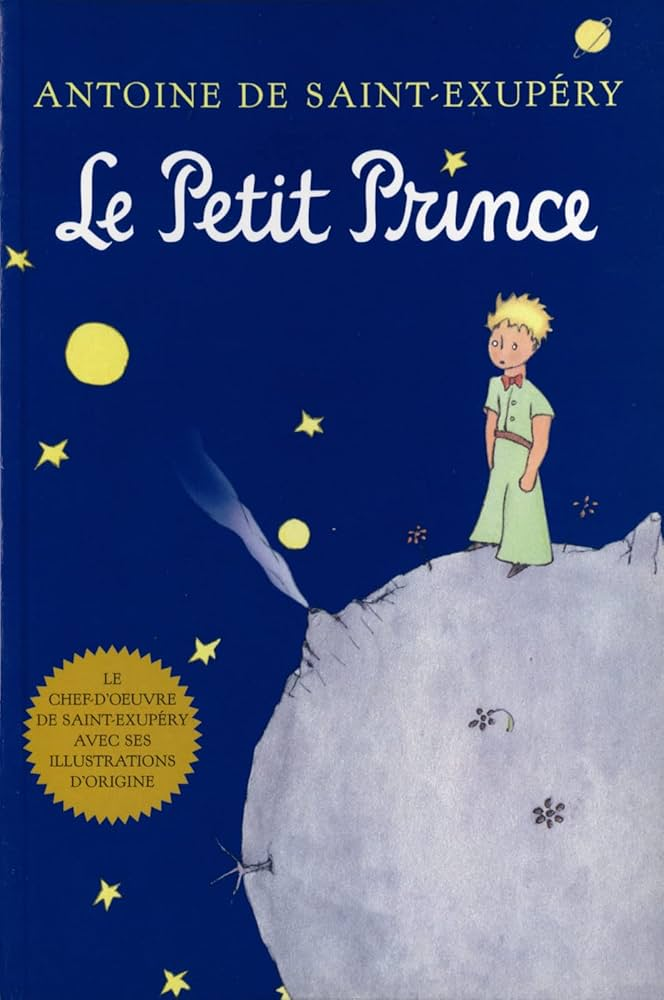 ANTOINE DE SAINT-EXUPÉRY
Le Petit Prince
LE
CHEF-D'OEUVRE
DE SAINT-EXUPÉRY
AVEC SES
ILLUSTRATIONS
D'ORIGINE